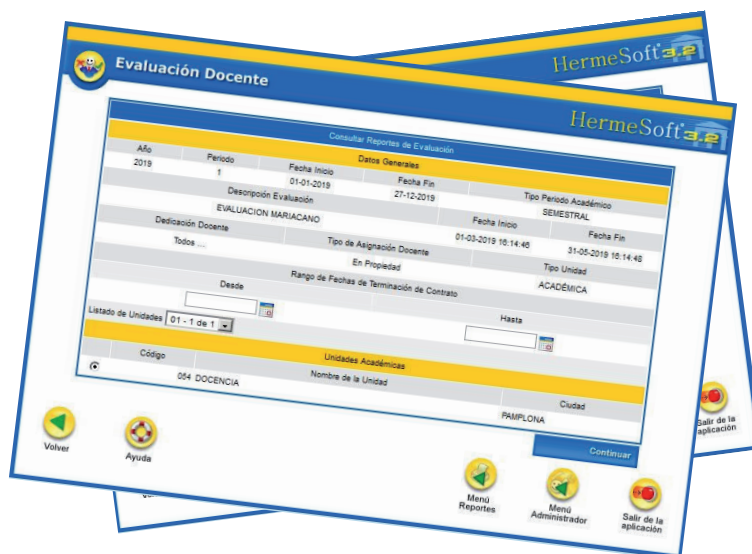 HermeSoft 3.2
Evaluación Docente
HermeSoft 3.2
Consultar Reportes de Evaluación
Datos Generales
Año Periodo Fecha Inicio Fecha Fin Tipo Periodo Académico
2019 1 01-01-2019 27-12-2019 SEMESTRAL
Descripción Evaluación Fecha Inicio Fecha Fin
EVALUACION MARIACANO 01-03-2019 16:14:46 31-05-2019 16:14:48
Dedicación Docente Tipo de Asignación Docente Tipo Unidad
Todos ... En Propiedad ACADÉMICA
Rango de Fechas de Terminación de Contrato
Desde Hasta
Listado de Unidades 01 - 1 de 1
Unidades Académicas
Código Nombre de la Unidad Ciudad
054 DOCENCIA PAMPLONA
Continuar
Volver
Ayuda
Menú
Reportes
Menú
Administrador
Salir de la
aplicación
Salir de la
aplicación